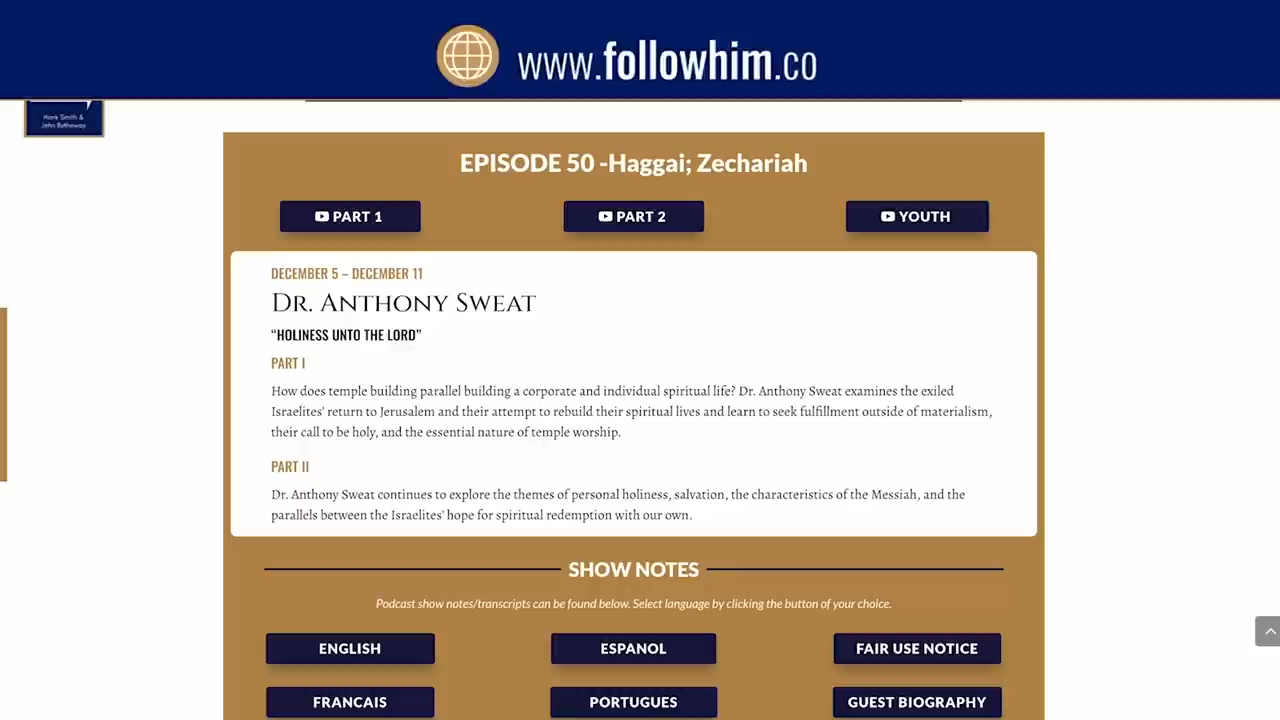 www.followhim.co
Hank Smith &
John Bytheway
EPISODE 50 -Haggai; Zechariah
PART 1
PART 2
YOUTH
DECEMBER 5 – DECEMBER 11
DR. ANTHONY SWEAT
“HOLINESS UNTO THE LORD”
PART I
How does temple building parallel building a corporate and individual spiritual life? Dr. Anthony Sweat examines the exiled
Israelites' return to Jerusalem and their attempt to rebuild their spiritual lives and learn to seek fulfillment outside of materialism,
their call to be holy, and the essential nature of temple worship.
PART II
Dr. Anthony Sweat continues to explore the themes of personal holiness, salvation, the characteristics of the Messiah, and the
parallels between the Israelites' hope for spiritual redemption with our own.
SHOW NOTES
Podcast show notes/transcripts can be found below. Select language by clicking the button of your choice.
ENGLISH
ESPANOL
FAIR USE NOTICE
FRANCAIS
PORTUGUES
GUEST BIOGRAPHY